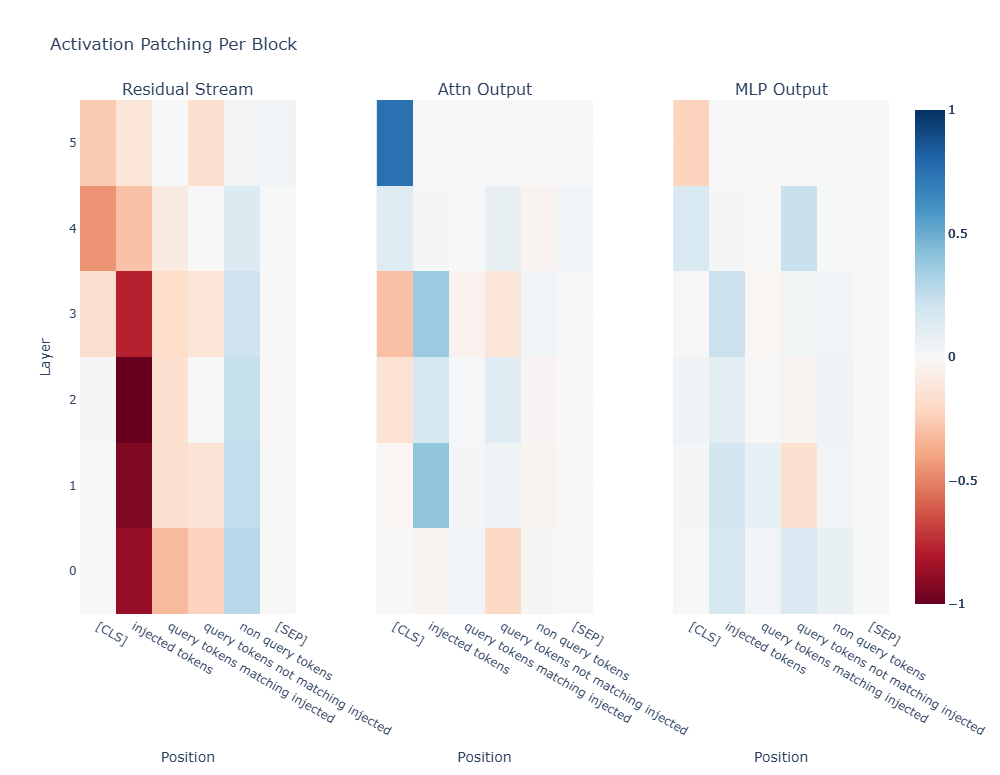 Activation Patching Per Block
Residual Stream
Attn Output
MLP Output
Layer
5
4
3
2
1
0
[CLS]
injected tokens
query tokens matching injected
query tokens not matching injected
non query tokens
[SEP]
Position
[CLS]
injected tokens
query tokens matching injected
query tokens not matching injected
non query tokens
[SEP]
Position
[CLS]
injected tokens
query tokens matching injected
query tokens not matching injected
non query tokens
[SEP]
Position
1
0.5
0
−0.5
−1